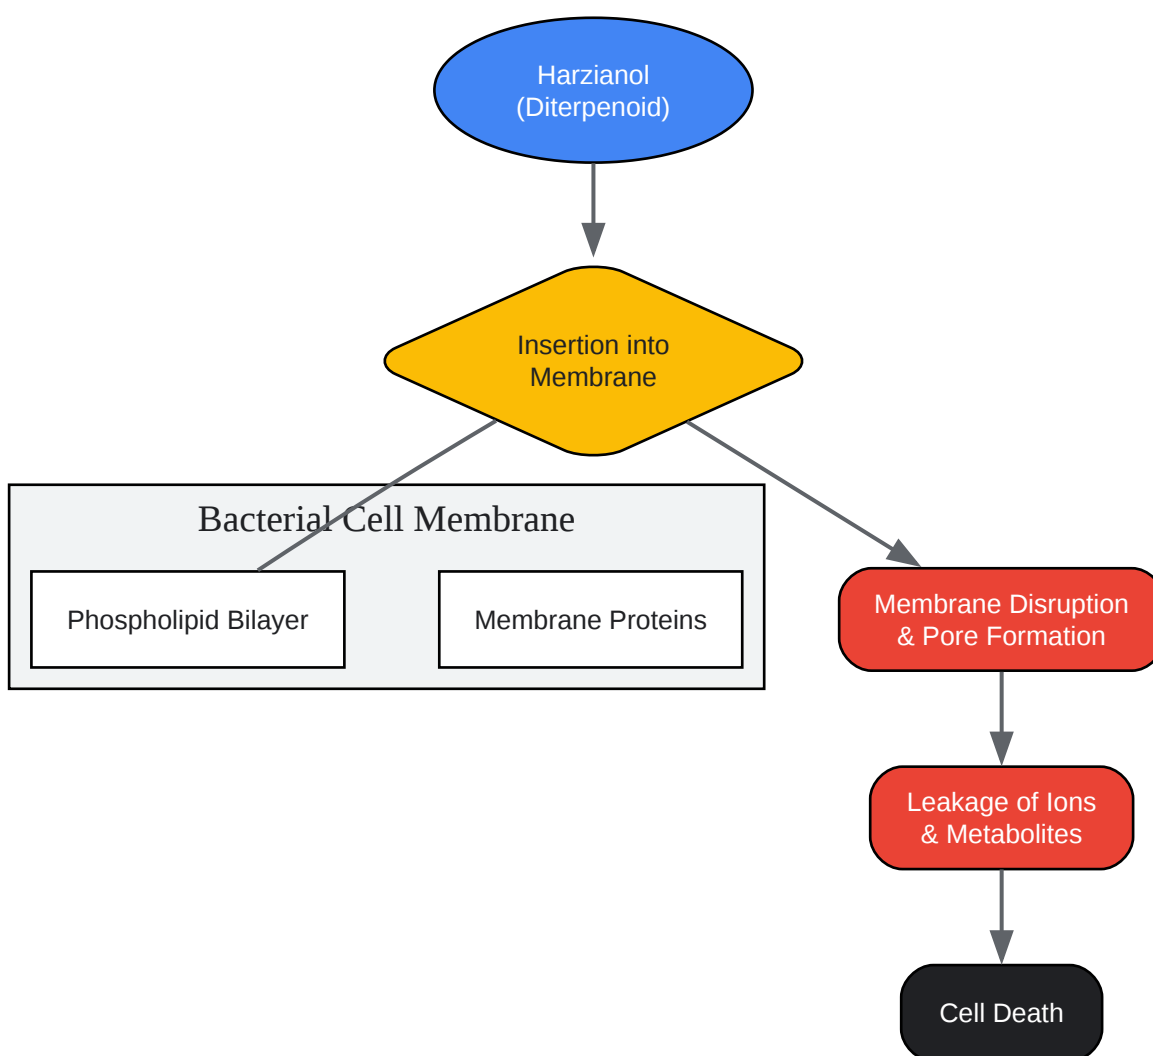 Harzianol
(Diterpenoid)
Insertion into
Membrane
Bacterial Cell Membrane
Phospholipid Bilayer
Membrane Proteins
Membrane Disruption
& Pore Formation
Leakage of Ions
& Metabolites
Cell Death